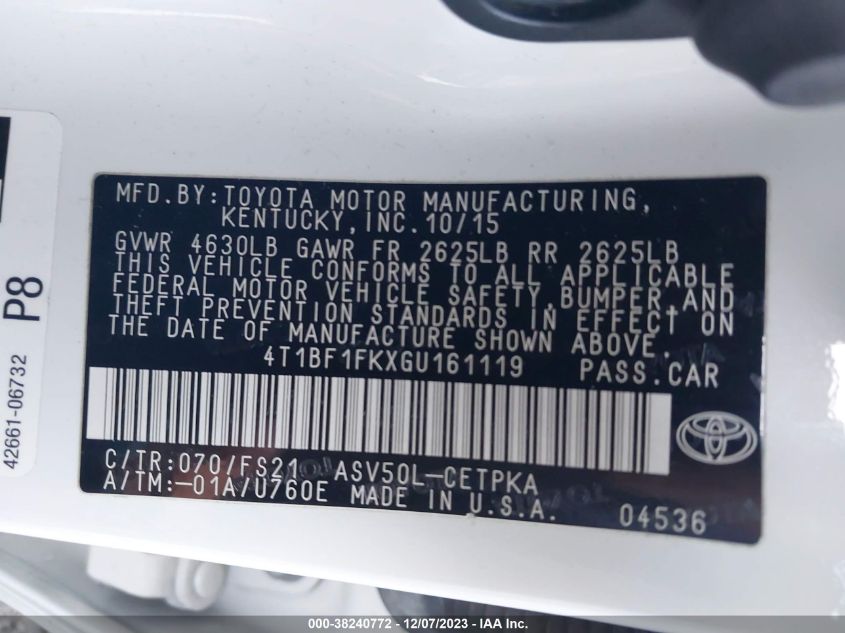 MFD.BY:TOYOTA MOTOR MANUFACTURING,
KENTUCKY,INC.10/15
GVWR 4630LB GAWR FR 2625LB RR 2625LB
THIS VEHICLE CONFORMS TO ALL APPLICABLE
FEDERAL MOTOR VEHICLE SAFETY,BUMPER,AND
THEFT PREVENTION STANDARDS IN EFFECT ON
THE DATE OF MANUFACTURE SHOWN ABOVE.
4T1BF1FKXGU161119 PASS.CAR
C/TR:070/FS21 ASV50L-CETPKA
A/TM:-01A/U760E MADE IN U.S.A. 04536
P8
42661-06732
000-38240772 - 12/07/2023 - IAA Inc.